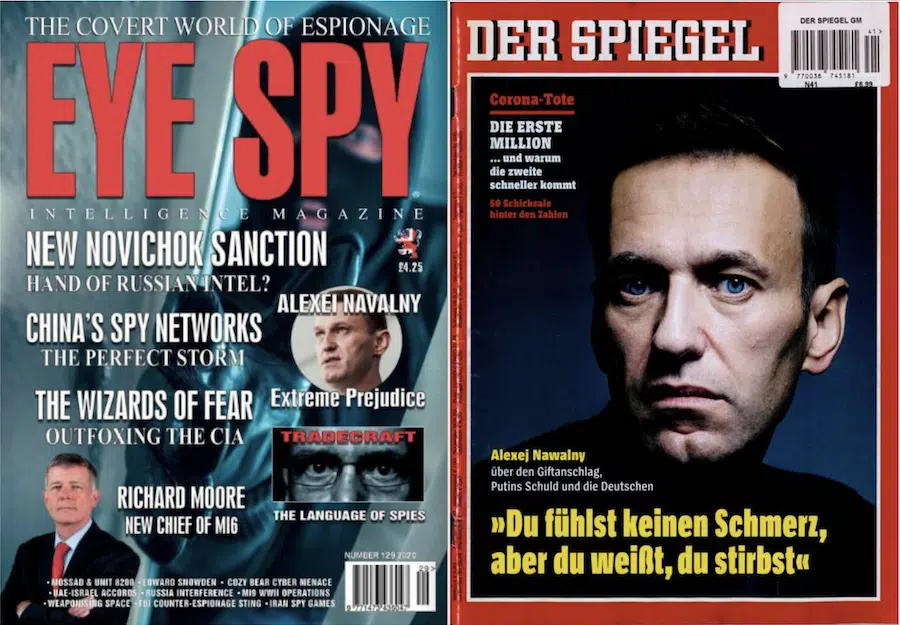 THE COVERT WORLD OF ESPIONAGE
EYE SPY
INTELLIGENCE MAGAZINE
NEW NOVICHOK SANCTION
HAND OF RUSSIAN INTEL?
£4.25
ALEXEI NAVALNY
Extreme Prejudice
CHINA'S SPY NETWORKS
THE PERFECT STORM
THE WIZARDS OF FEAR
OUTFOXING THE CIA
TRADECRAFT
THE LANGUAGE OF SPIES
RICHARD MOORE
NEW CHIEF OF MI6
NUMBER 129 2020
• MOSSAD & UNIT 8200 • EDWARD SNOWDEN • COZY BEAR CYBER MENACE
• UAE-ISRAEL ACCORDS • RUSSIA INTERFERENCE • MI9 WWII OPERATIONS
• WEAPONISING SPACE • FBI COUNTER-ESPIONAGE STING • IRAN SPY GAMES
29>
DER SPIEGEL
DER SPIEGEL GM
41>
9 770038 745181
N41 £6.99
Corona-Tote
DIE ERSTE
MILLION
... und warum
die zweite
schneller kommt
50 Schicksale
hinter den Zahlen
Alexej Nawalny
über den Giftanschlag,
Putins Schuld und die Deutschen
»Du fühlst keinen Schmerz,
aber du weißt, du stirbst«